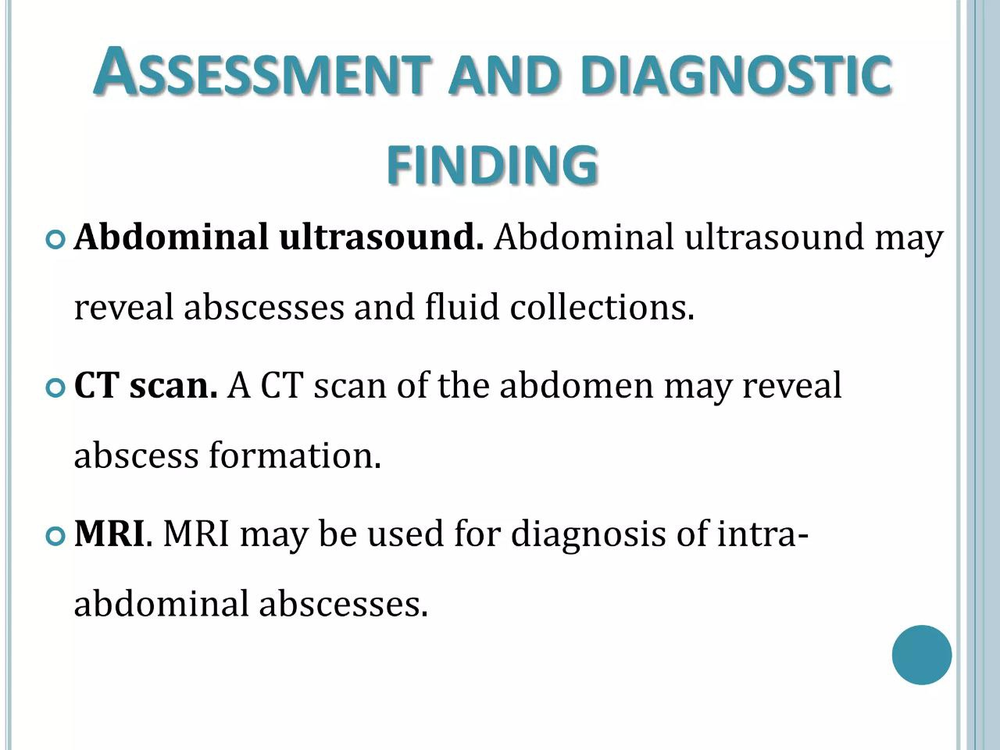 ASSESSMENT AND DIAGNOSTIC
FINDING
Abdominal ultrasound. Abdominal ultrasound may
reveal abscesses and fluid collections.
CT scan. A CT scan of the abdomen may reveal
abscess formation.
MRI. MRI may be used for diagnosis of intra-
abdominal abscesses.